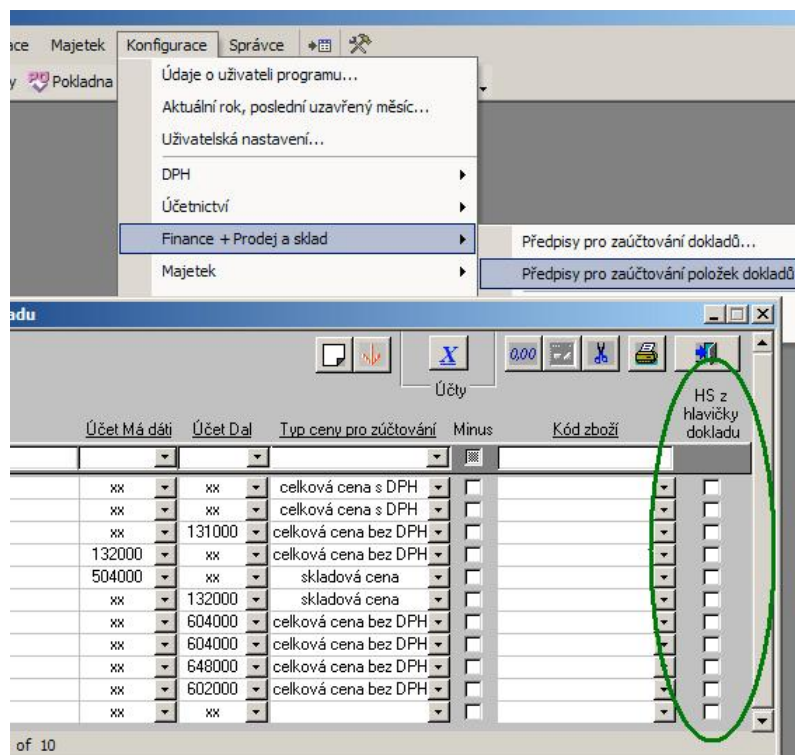 ace Majetek Konfigurace Správce
y Pokladna
Údaje o uživateli programu...
Aktuální rok, poslední uzavřený měsíc...
Uživatelská nastavení...
DPH
Účetnictví
Finance + Prodej a sklad
Předpisy pro zaúčtování dokladů...
Majetek
Předpisy pro zaúčtování položek dokladů
adu
X 0,00
Účty
HS z
hlavičky
dokladu
Účet Má dáti Účet Dal Typ ceny pro zúčtování Minus Kód zboží
xx xx celková cena s DPH
xx xx celková cena s DPH
xx 131000 celková cena bez DPH
132000 xx celková cena bez DPH
504000 xx skladová cena
xx 132000 skladová cena
xx 604000 celková cena bez DPH
xx 604000 celková cena bez DPH
xx 648000 celková cena bez DPH
xx 602000 celková cena bez DPH
xx xx
of 10